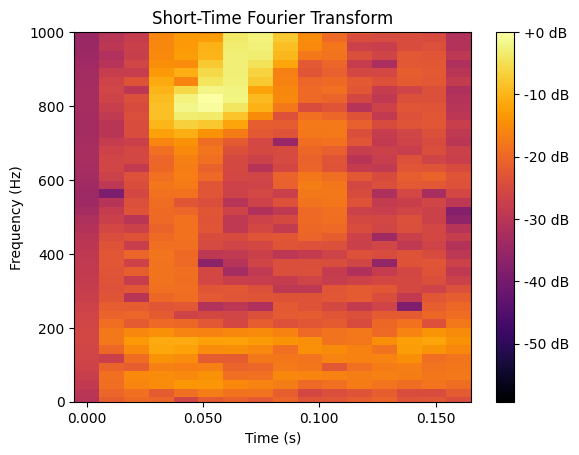 Short-Time Fourier Transform
1000
800
600
400
200
0
Frequency (Hz)
0.000
0.050
0.100
0.150
Time (s)
+0 dB
-10 dB
-20 dB
-30 dB
-40 dB
-50 dB